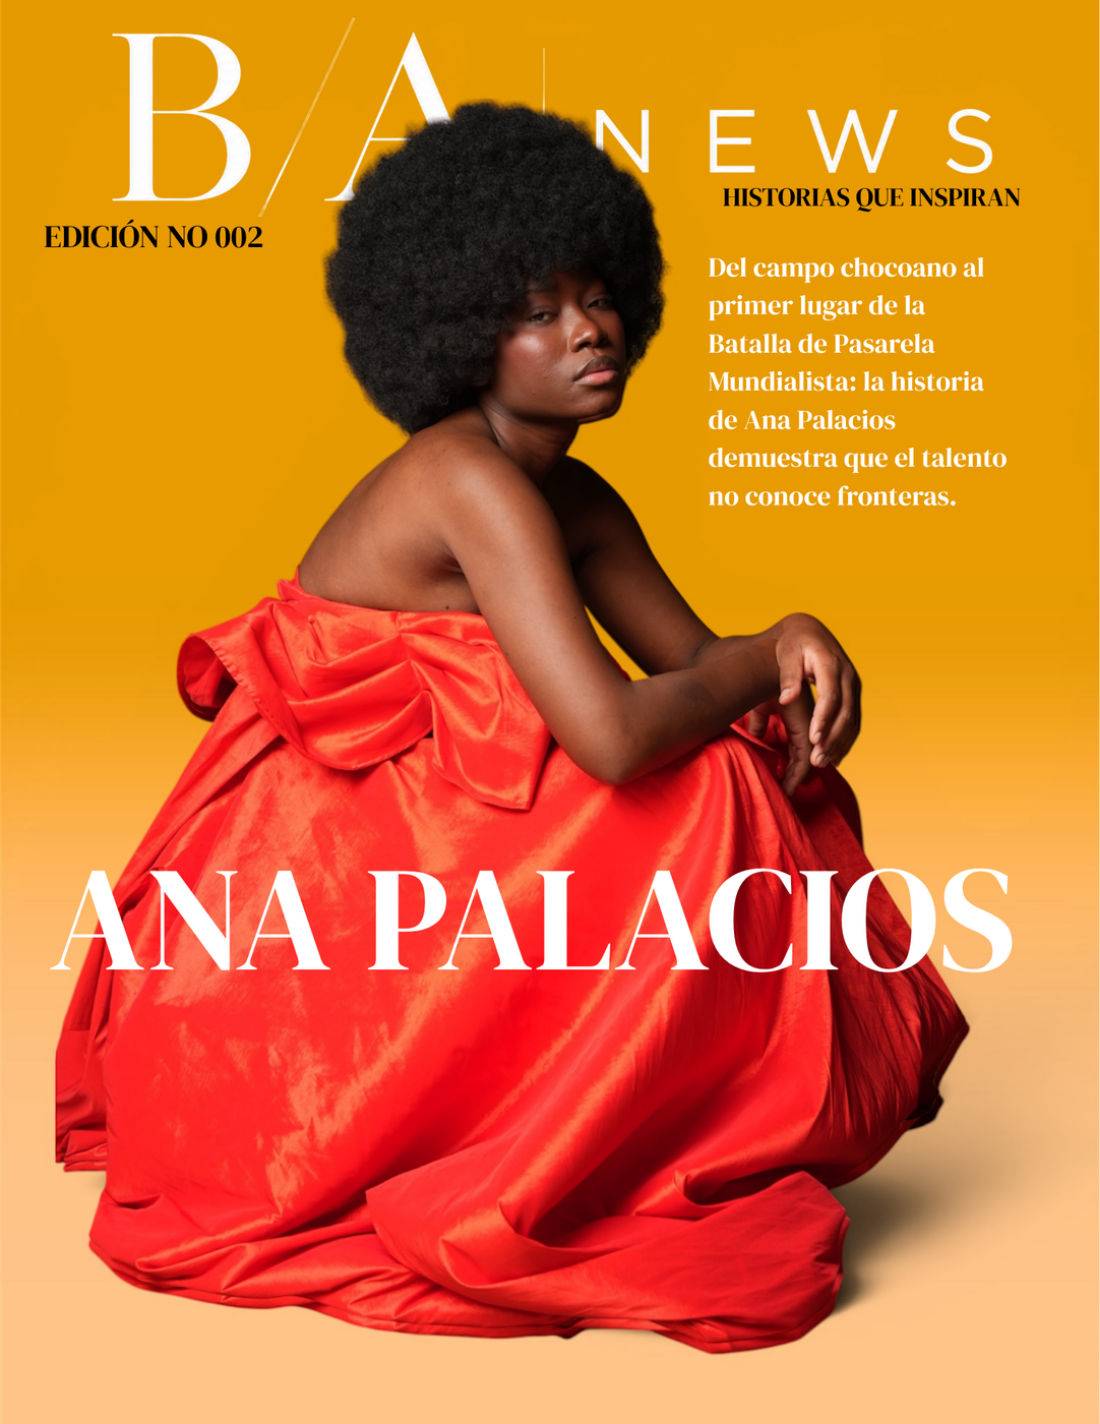 B/A | NEWS
HISTORIAS QUE INSPIRAN
EDICIÓN NO 002
Del campo chocoano al
primer lugar de la
Batalla de Pasarela
Mundialista: la historia
de Ana Palacios
demuestra que el talento
no conoce fronteras.
ANA PALACIOS